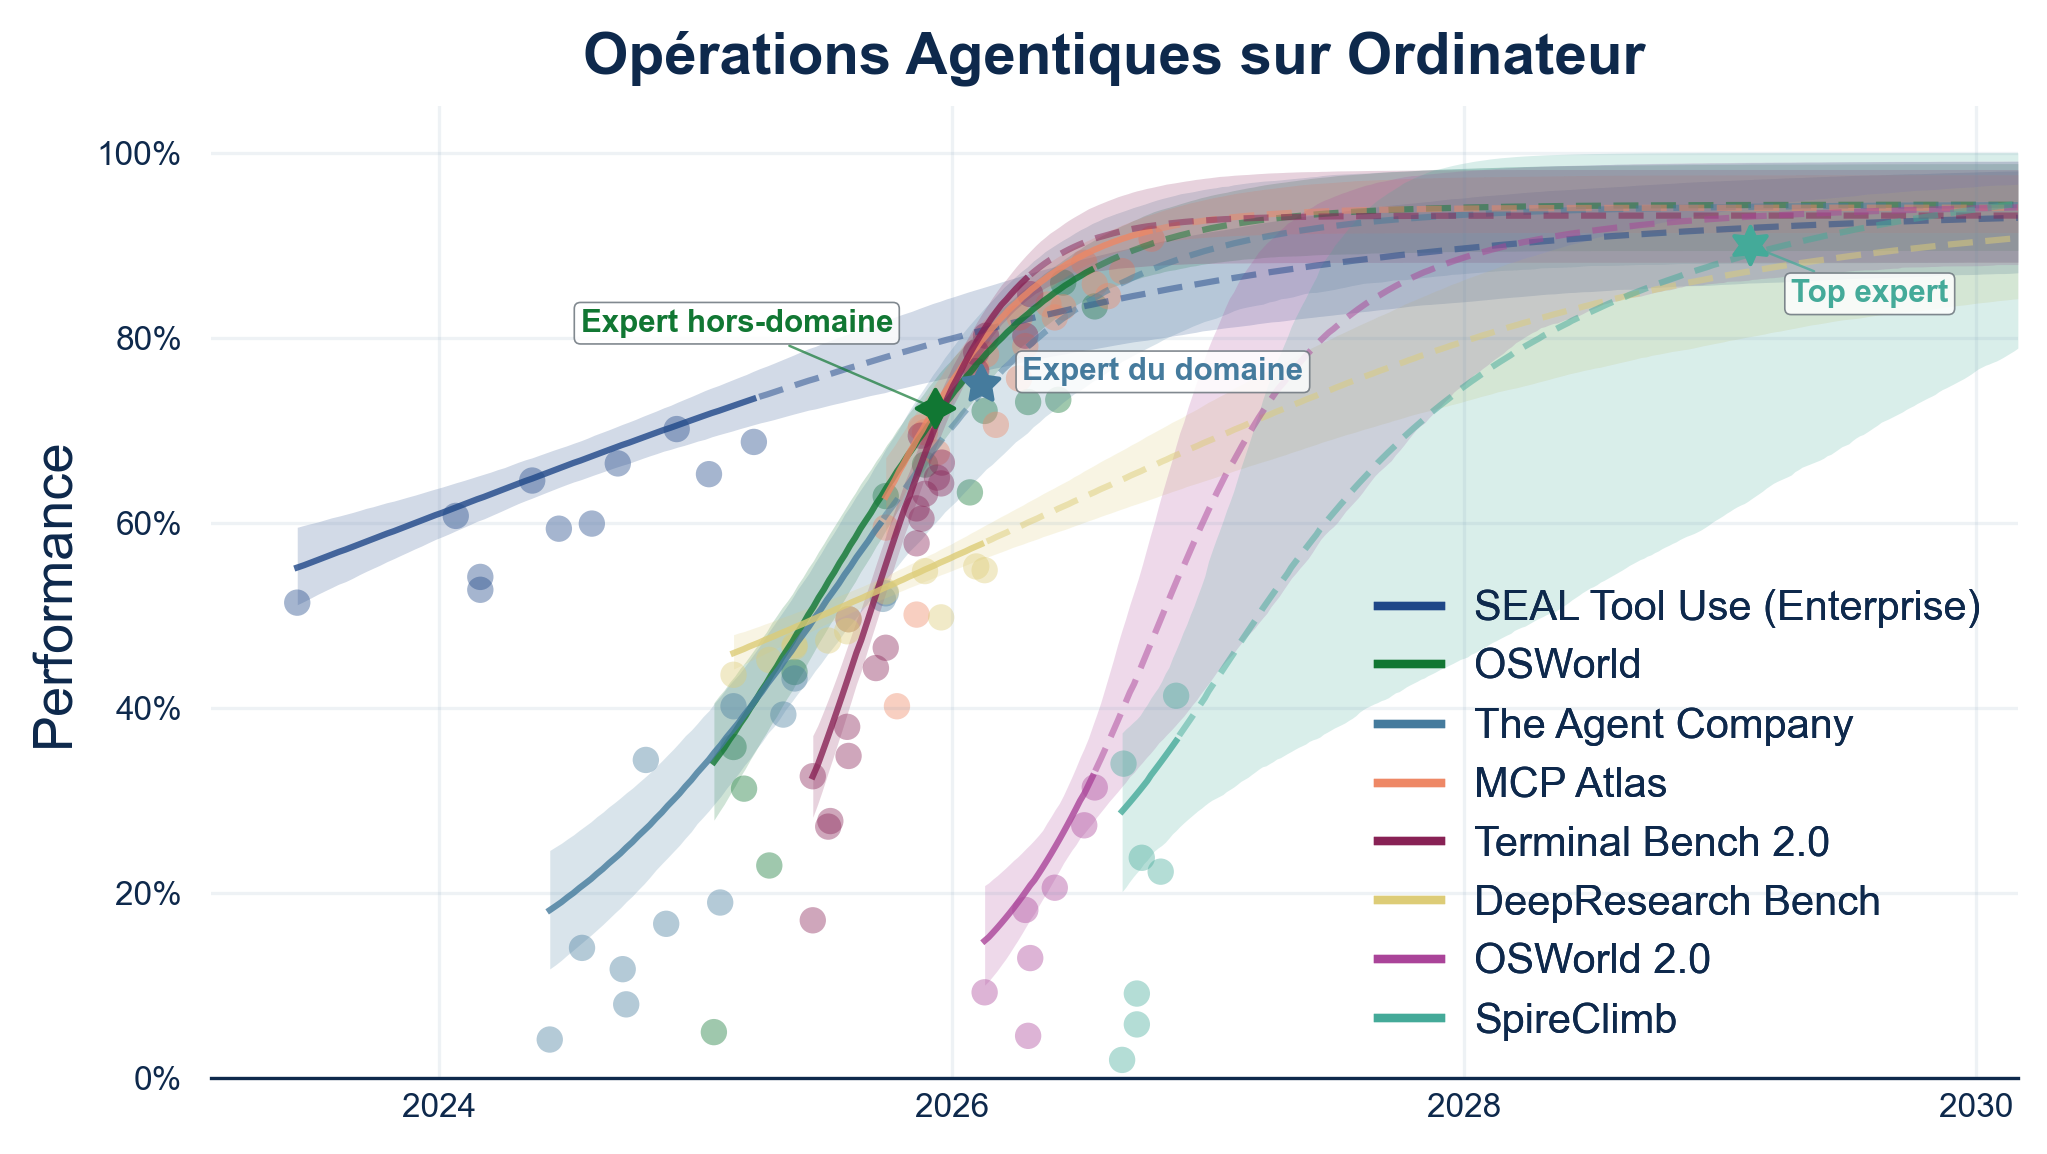 Opérations Agentiques sur Ordinateur
Performance
100%
80%
60%
40%
20%
0%
2024
2026
2028
2030
Expert hors-domaine
Expert du domaine
Top expert
SEAL Tool Use (Enterprise)
OSWorld
The Agent Company
MCP Atlas
Terminal Bench 2.0
DeepResearch Bench
OSWorld 2.0
SpireClimb